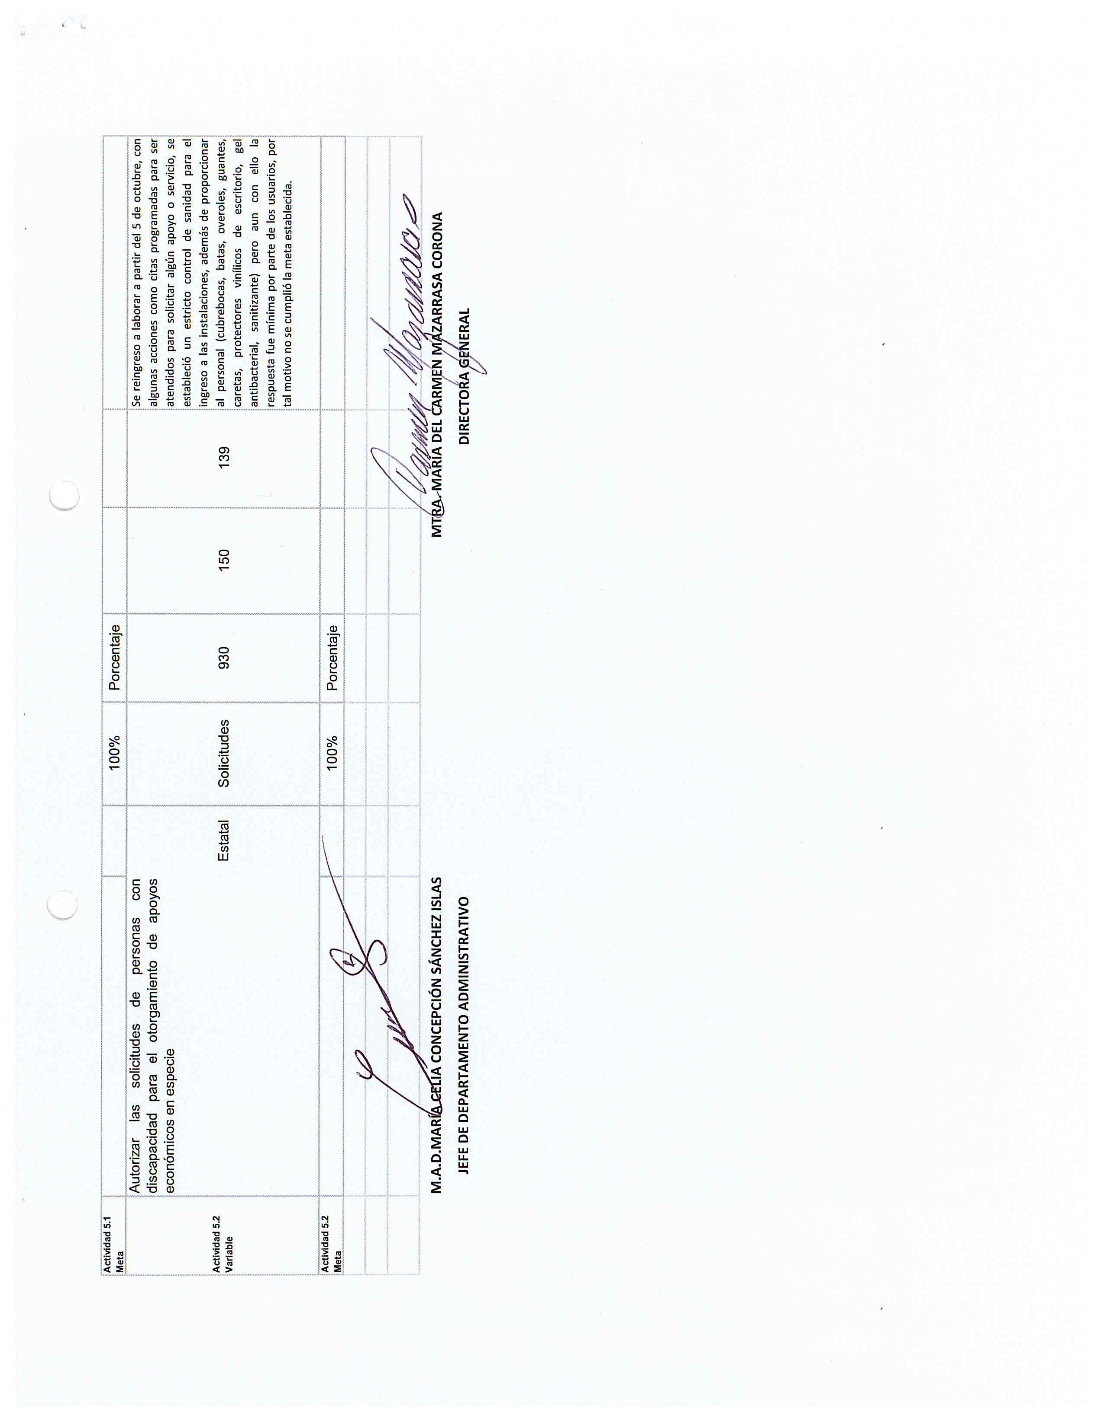 Actividad 5.1
Meta
100%
Porcentaje
Actividad 5.2
Variable
Autorizar las solicitudes de personas con
discapacidad para el otorgamiento de apoyos
económicos en especie
Estatal
Solicitudes
930
150
139
Se reingreso a laborar a partir del 5 de octubre, con
algunas acciones como citas programadas para ser
atendidos para solicitar algún apoyo o servicio, se
estableció un estricto control de sanidad para el
ingreso a las instalaciones, además de proporcionar
al personal (cubrebocas, batas, overoles, guantes,
caretas, protectores vinílicos de escritorio, gel
antibacterial, sanitizante) pero aun con ello la
respuesta fue mínima por parte de los usuarios, por
tal motivo no se cumplió la meta establecida.
Actividad 5.2
Meta
100%
Porcentaje
M.A.D.MARÍA CELIA CONCEPCIÓN SÁNCHEZ ISLAS
JEFE DE DEPARTAMENTO ADMINISTRATIVO
Carmen Mazarrasa
MTRA. MARÍA DEL CARMEN MAZARRASA CORONA
DIRECTORA GENERAL